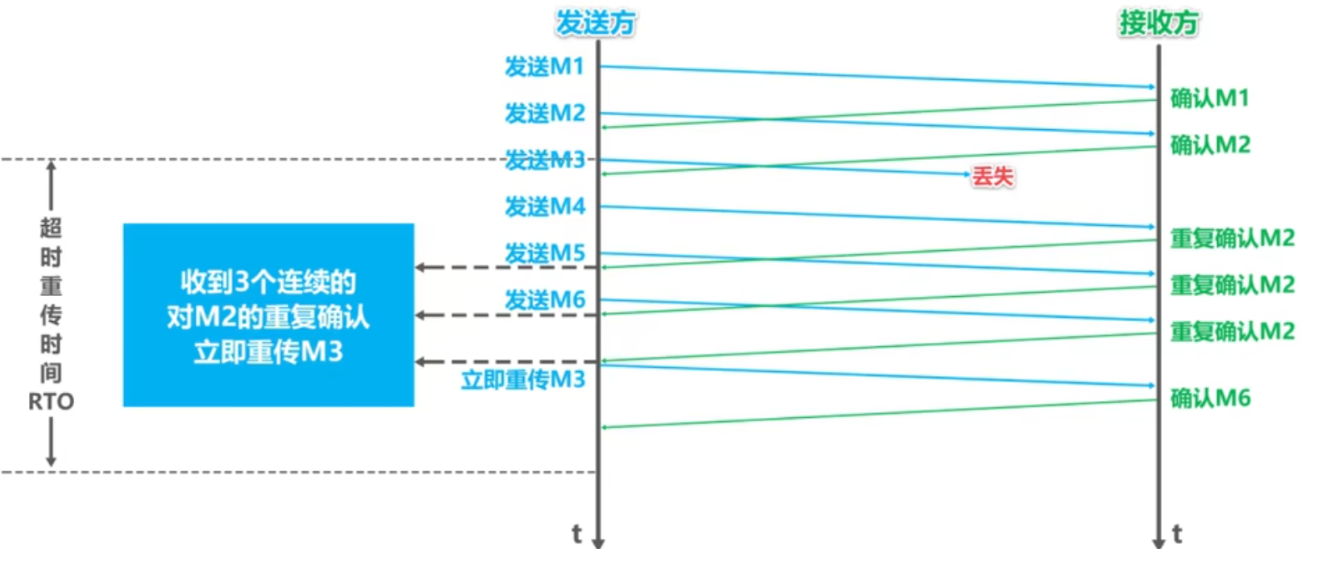 发送方
接收方
发送M1
确认M1
发送M2
确认M2
发送M3
丢失
发送M4
重复确认M2
发送M5
重复确认M2
发送M6
重复确认M2
立即重传M3
确认M6
超
时
重
传
时
间
RTO
收到3个连续的
对M2的重复确认
立即重传M3
t
t